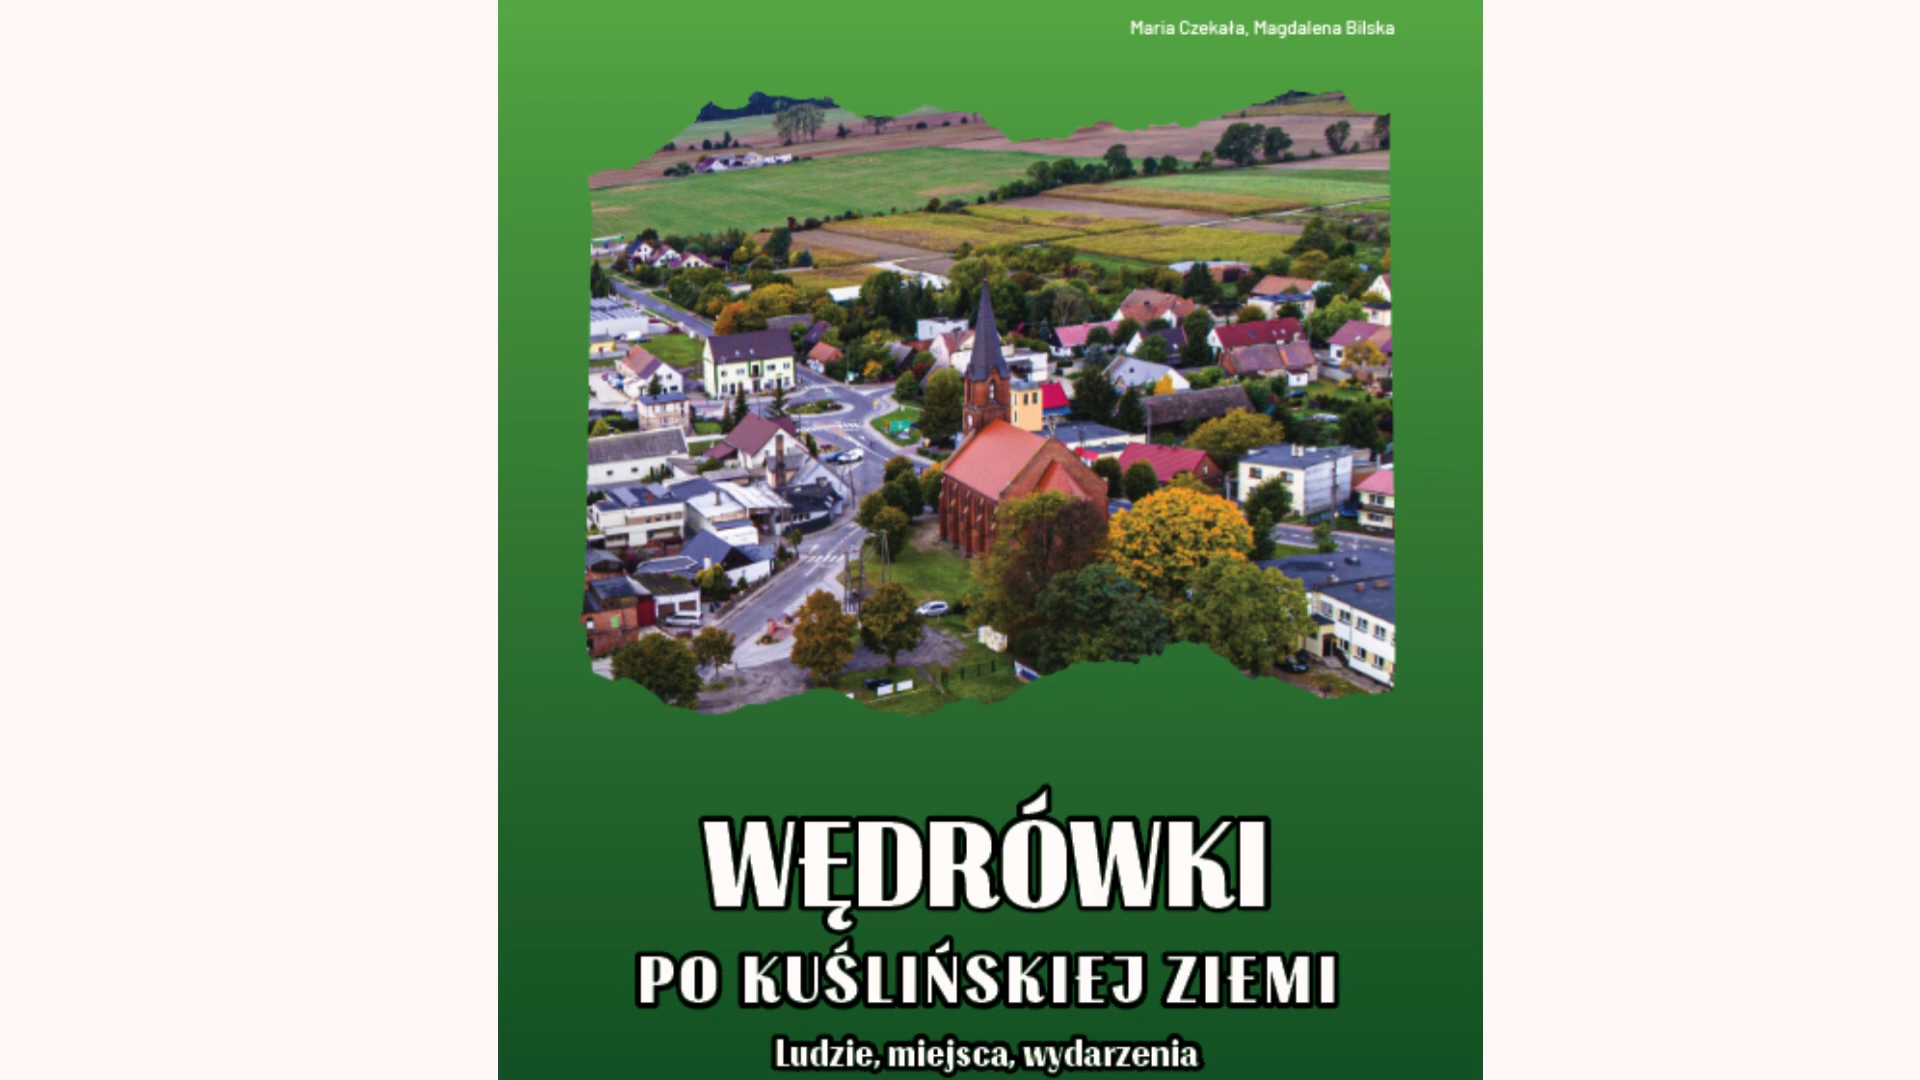 Maria Czekała, Magdalena Bilska
WĘDRÓWKI
PO KUŚLIŃSKIEJ ZIEMI
Ludzie, miejsca, wydarzenia